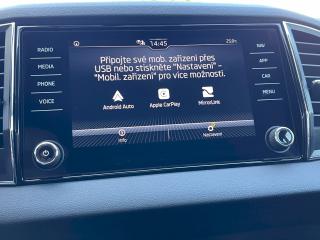 14:45
RADIO
MEDIA
PHONE
VOICE
NAV
APP
CAR
MENU
Připojte své mob. zařízení přes
USB nebo stiskněte "Nastavení" -
"Mobil. zařízení" pro více možností.
Android Auto
Apple CarPlay
MirrorLink
Info
Nastavení